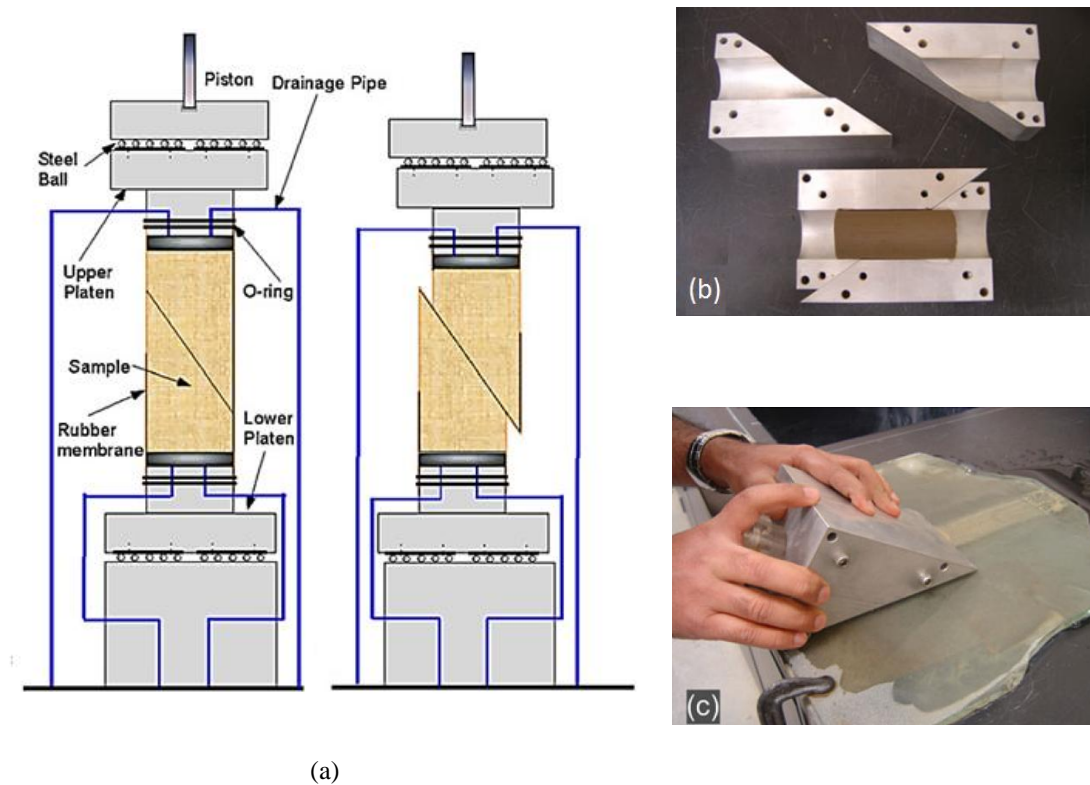 Piston
Drainage Pipe
Steel
Ball
Upper
Platen
O-ring
Sample
Rubber
membrane
Lower
Platen
(a)
(b)
(c)